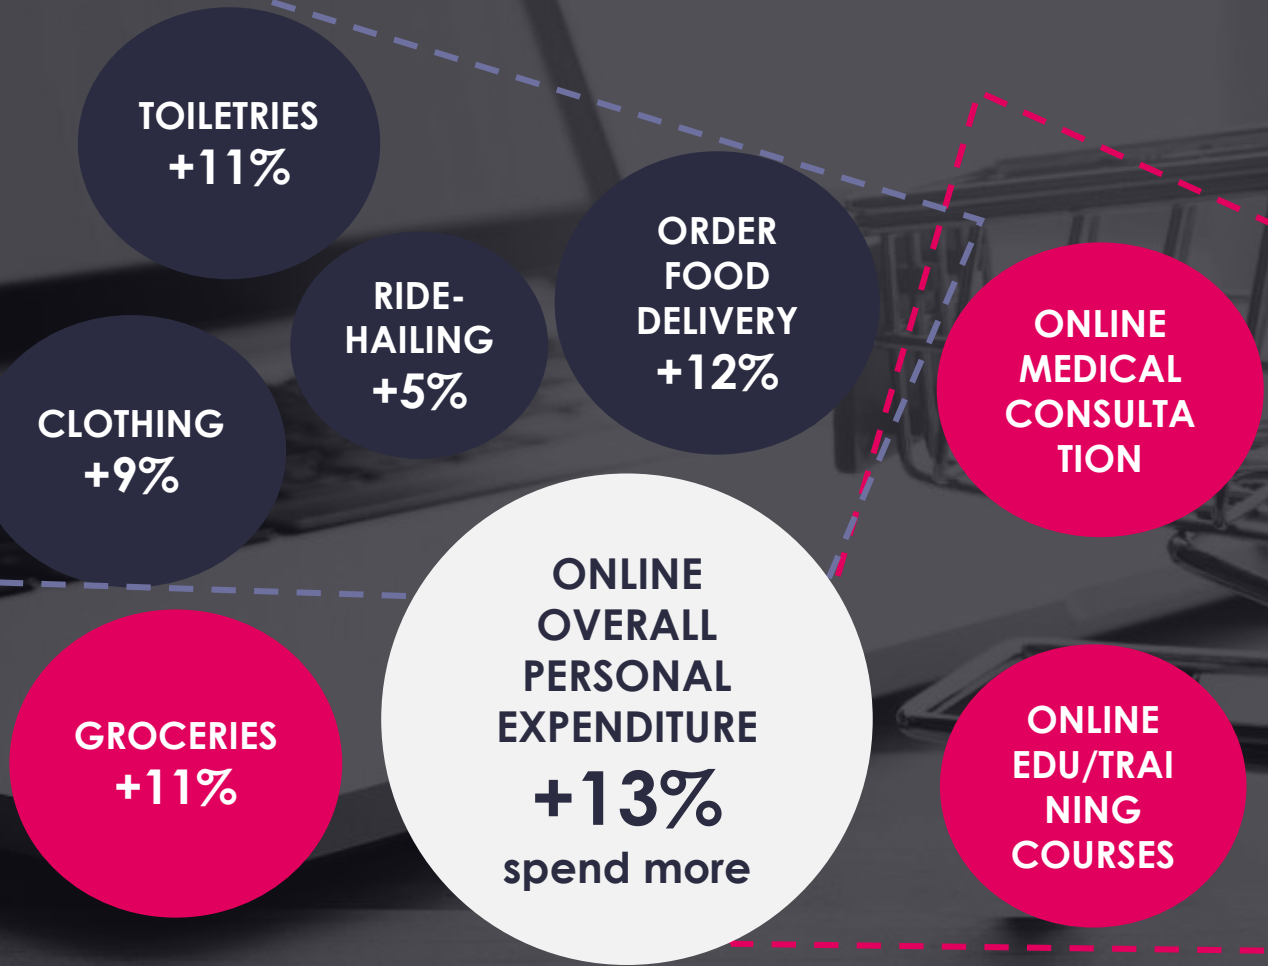 TOILETRIES
+11%
RIDE-
HAILING
+5%
ORDER
FOOD
DELIVERY
+12%
CLOTHING
+9%
ONLINE
MEDICAL
CONSULTA
TION
ONLINE
OVERALL
PERSONAL
EXPENDITURE
+13%
spend more
GROCERIES
+11%
ONLINE
EDU/TRAI
NING
COURSES